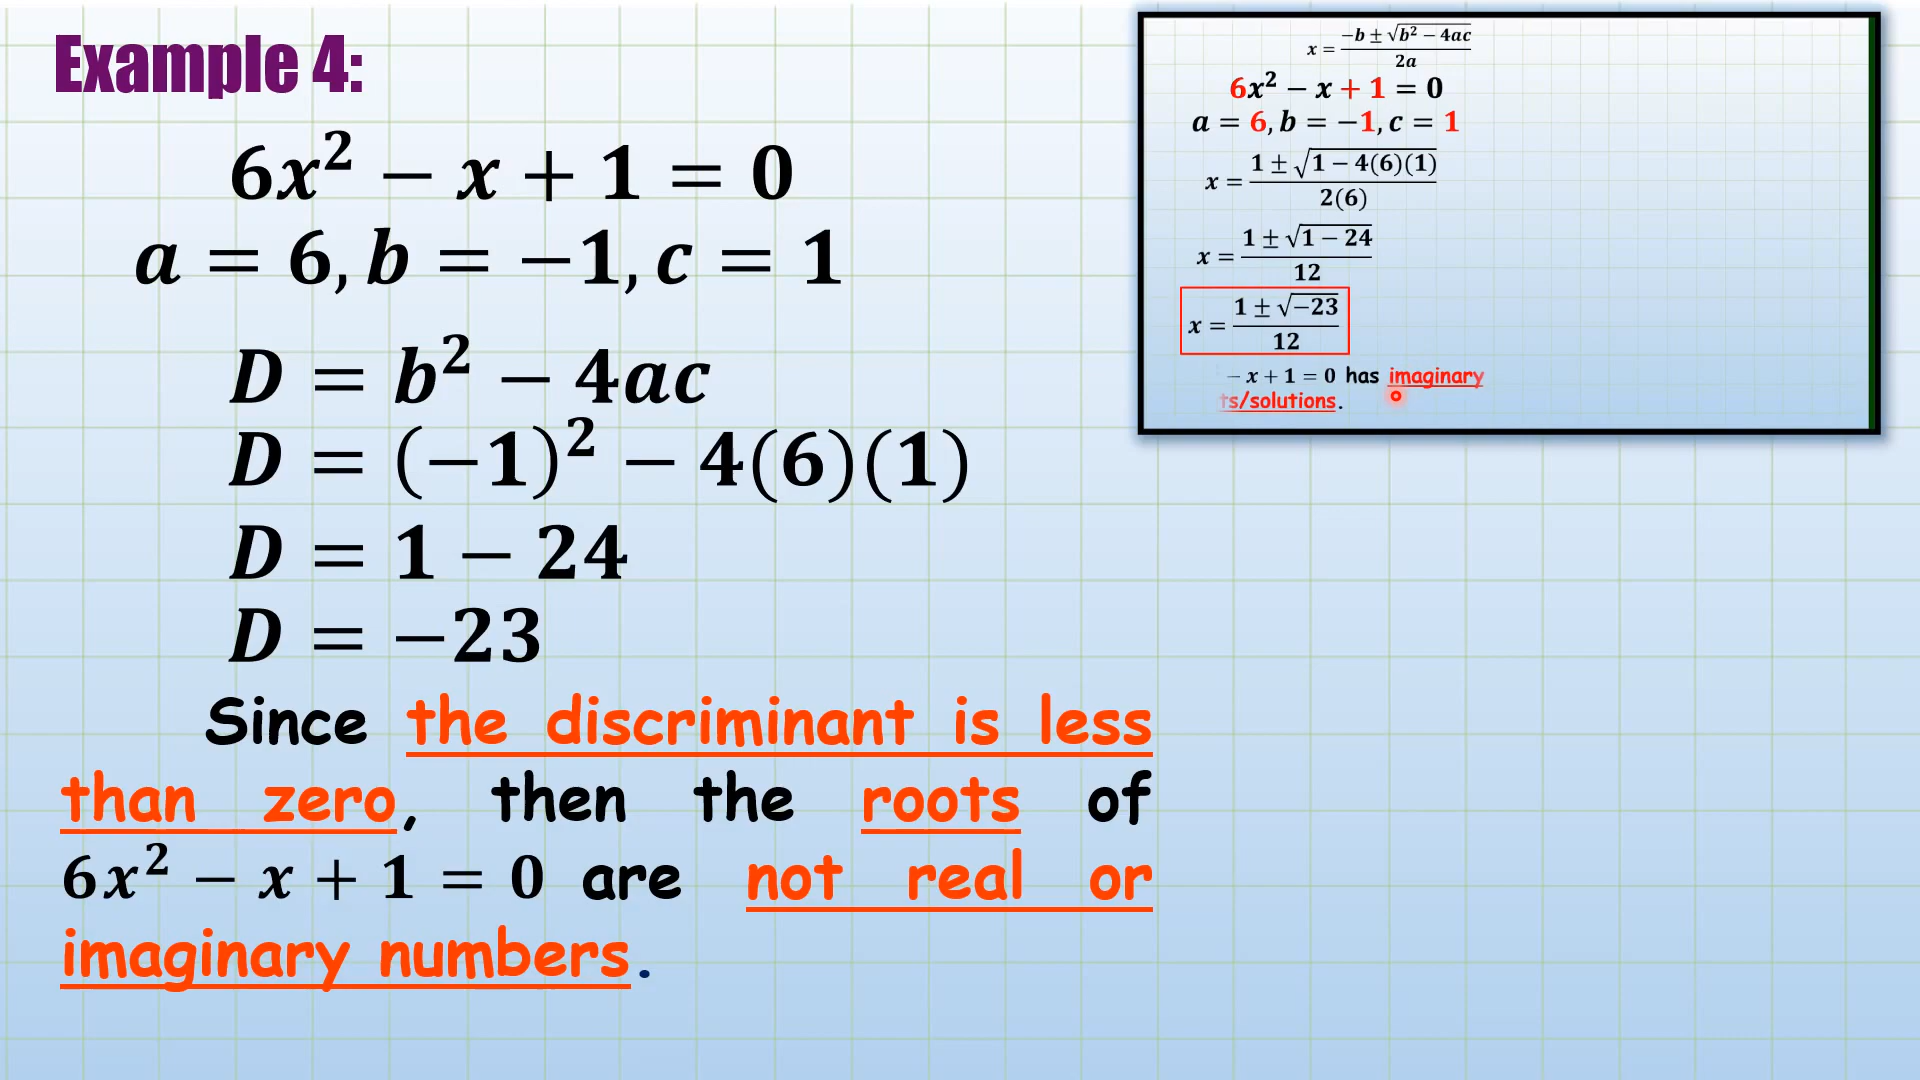 Example 4:
6x² − x + 1 = 0
a = 6, b = −1, c = 1
D = b² − 4ac
D = (−1)² − 4(6)(1)
D = 1 − 24
D = −23
Since the discriminant is less
than zero, then the roots of
6x² − x + 1 = 0 are not real or
imaginary numbers.
x = (−b ± √(b² − 4ac)) / 2a
6x² − x + 1 = 0
a = 6, b = −1, c = 1
x = (1 ± √(1 − 4(6)(1))) / 2(6)
x = (1 ± √(1 − 24)) / 12
x = (1 ± √−23) / 12
− x + 1 = 0 has imaginary
ts/solutions.